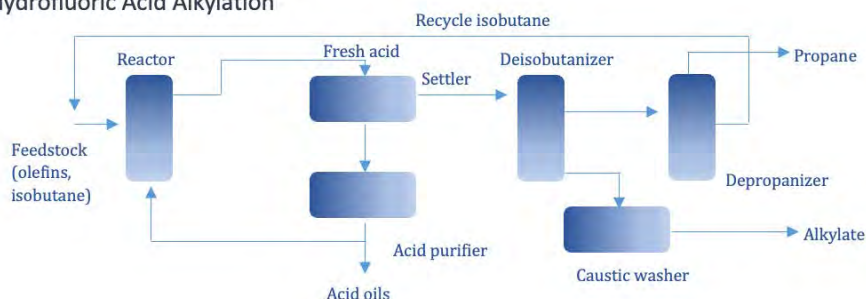 Hydrofluoric Acid Alkylation
Recycle isobutane
Reactor
Fresh acid
Settler
Deisobutanizer
Propane
Feedstock
(olefins,
isobutane)
Depropanizer
Acid purifier
Alkylate
Caustic washer
Acid oils